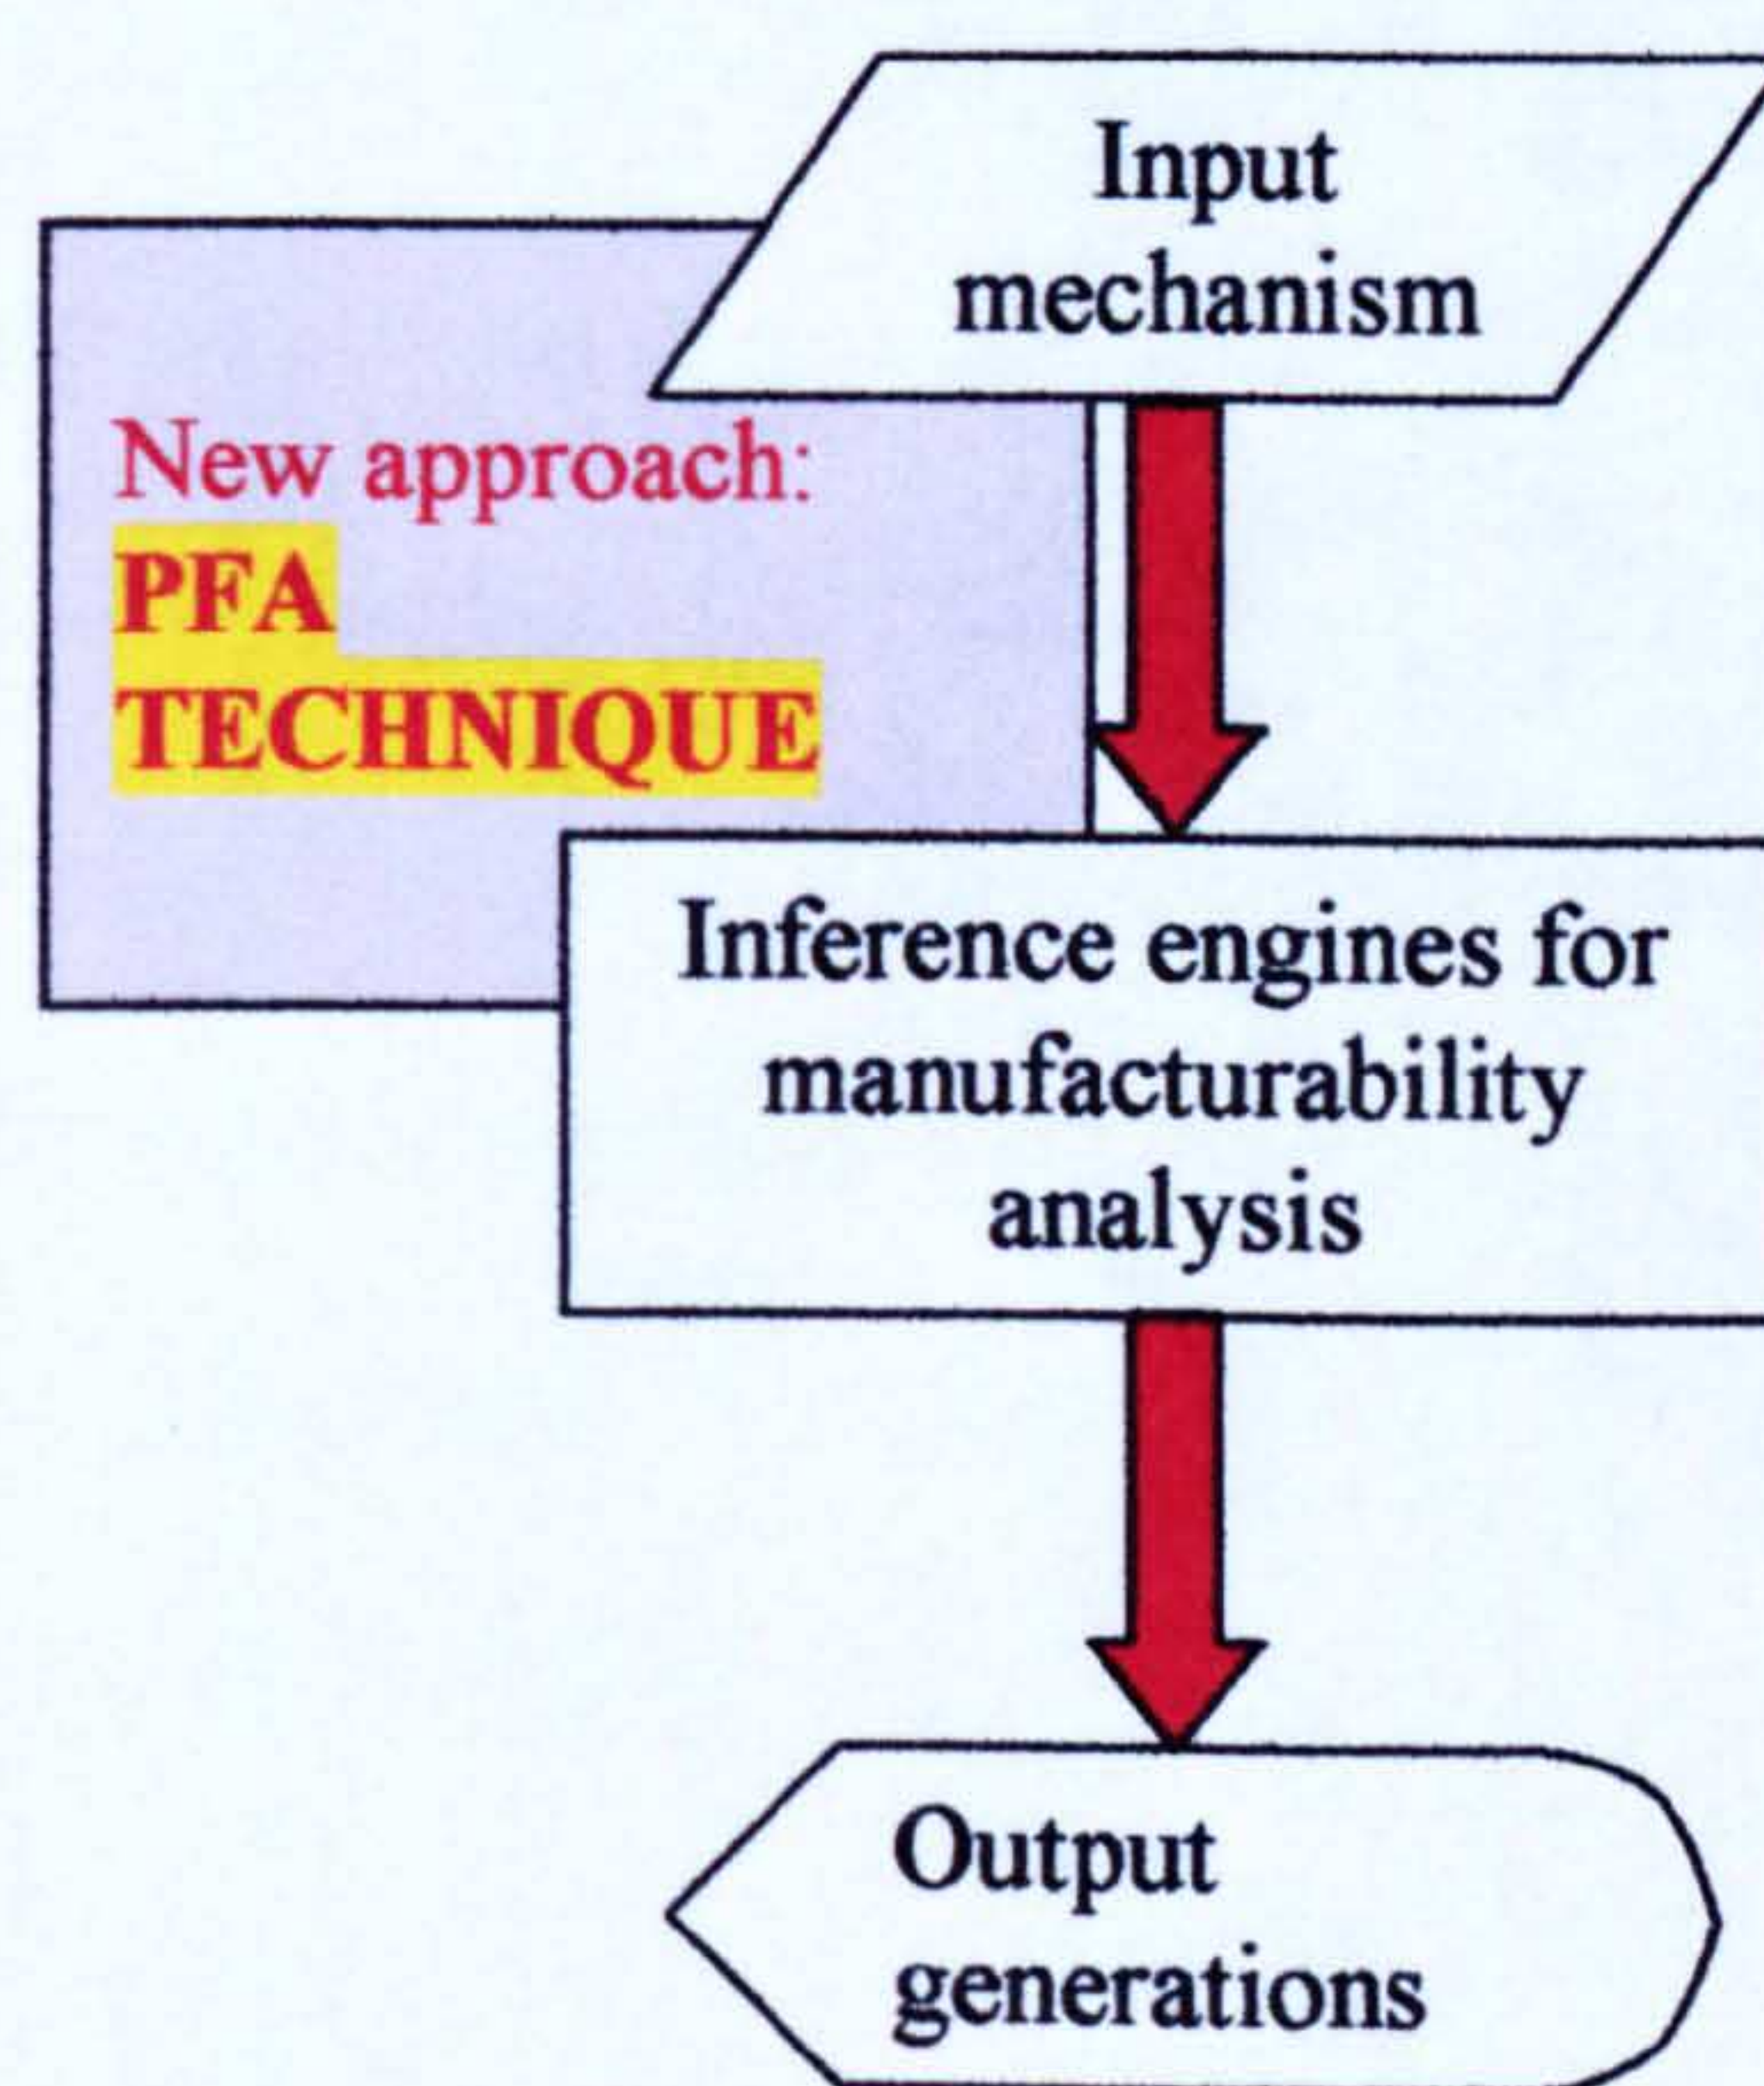 Input
mechanism
New approach:
PFA
TECHNIQUE
Inference engines for
manufacturability
analysis
Output
generations